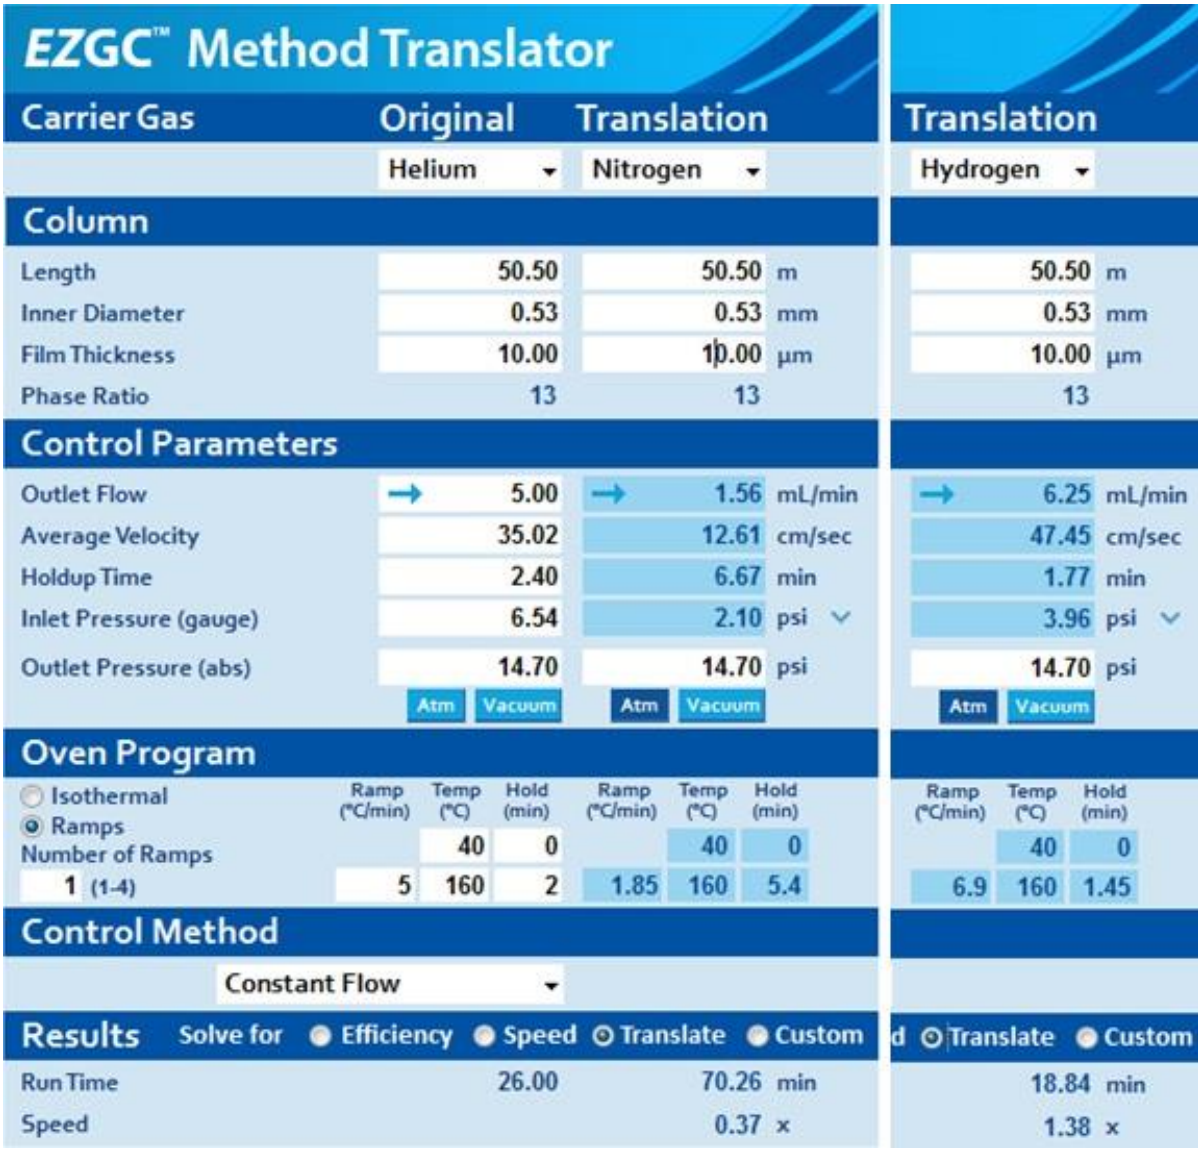 EZGC™ Method Translator
Carrier Gas Original Translation Translation
Helium Nitrogen Hydrogen
Column
Length 50.50 50.50 m 50.50 m
Inner Diameter 0.53 0.53 mm 0.53 mm
Film Thickness 10.00 10.00 µm 10.00 µm
Phase Ratio 13 13 13
Control Parameters
Outlet Flow → 5.00 → 1.56 mL/min → 6.25 mL/min
Average Velocity 35.02 12.61 cm/sec 47.45 cm/sec
Holdup Time 2.40 6.67 min 1.77 min
Inlet Pressure (gauge) 6.54 2.10 psi 3.96 psi
Outlet Pressure (abs) 14.70 14.70 psi 14.70 psi
Atm Vacuum Atm Vacuum Atm Vacuum
Oven Program
Isothermal Ramp Temp Hold Ramp Temp Hold Ramp Temp Hold
(°C/min) (°C) (min) (°C/min) (°C) (min) (°C/min) (°C) (min)
Ramps
Number of Ramps 40 0 40 0 40 0
1 (1-4) 5 160 2 1.85 160 5.4 6.9 160 1.45
Control Method
Constant Flow
Results Solve for Efficiency Speed Translate Custom d Translate Custom
Run Time 26.00 70.26 min 18.84 min
Speed 0.37 x 1.38 x